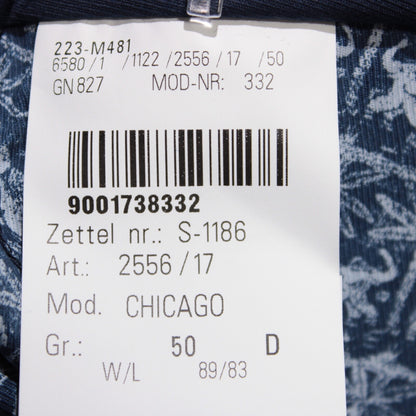 223-M481
6580/1 /1122/2556/17 /50
GN827 MOD-NR: 332
9001738332
Zettel nr.: S-1186
Art.: 2556/17
Mod. CHICAGO
Gr.: 50 D
W/L 89/83